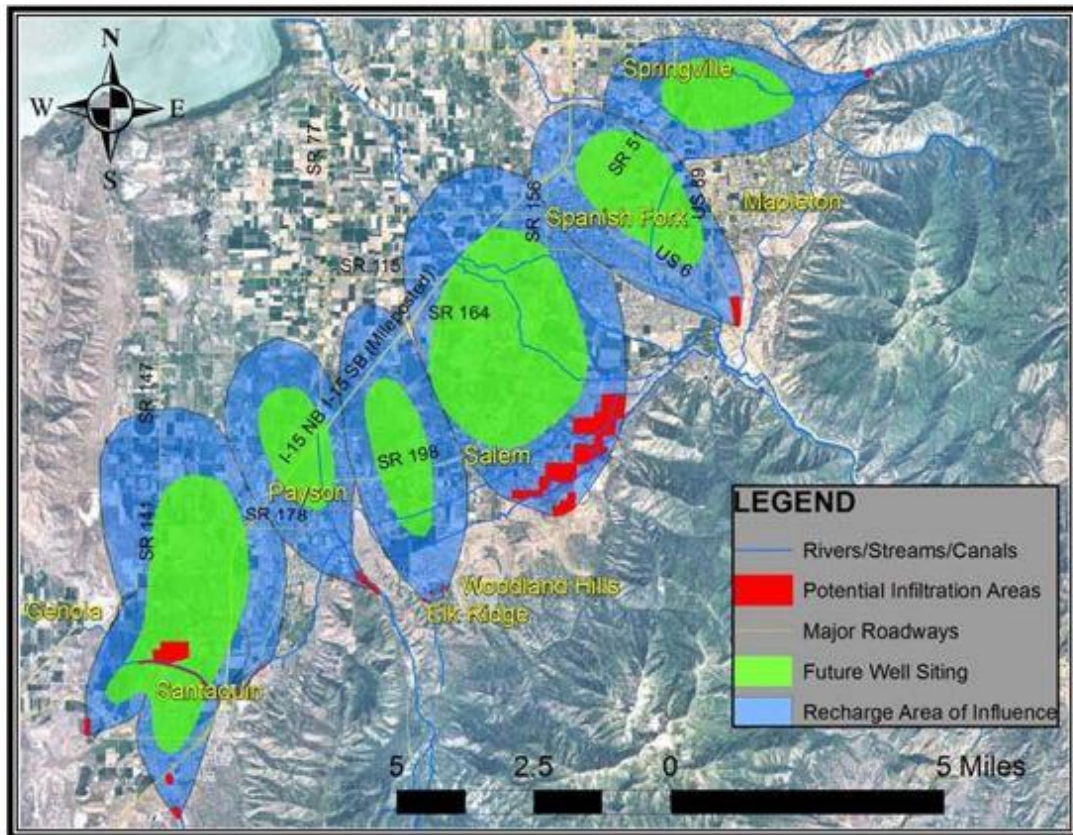 N
W
E
S
Springville
SR 77
SR 51
SR 156
US 89
Mapleton
Spanish Fork
US 6
SR 115
SR 164
I-15 NB I-15 SB (Mileposted)
SR 147
SR 198
Salem
Payson
SR 141
SR 178
Genola
Woodland Hills
Elk Ridge
Santaquin
LEGEND
Rivers/Streams/Canals
Potential Infiltration Areas
Major Roadways
Future Well Siting
Recharge Area of Influence
5 2.5 0 5 Miles